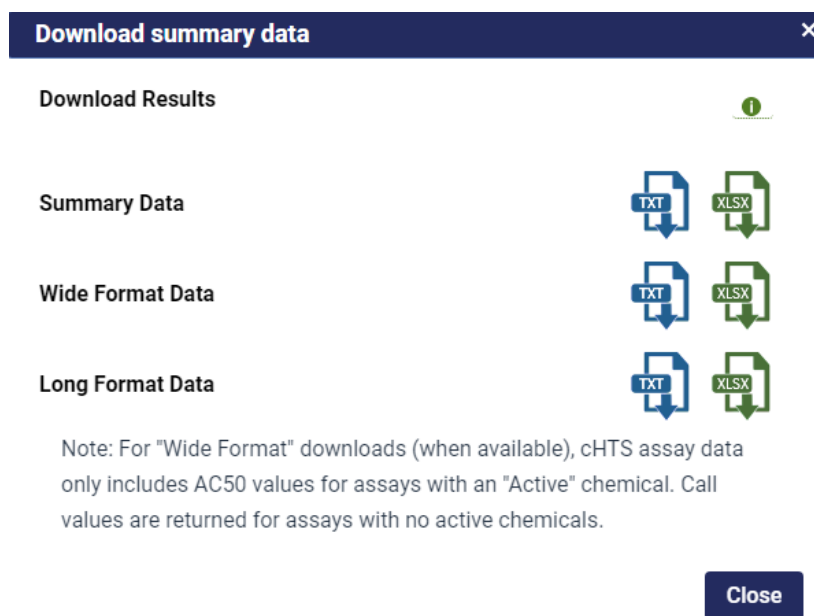 Download summary data ×
Download Results
i
Summary Data TXT XLSX
Wide Format Data TXT XLSX
Long Format Data TXT XLSX
Note: For "Wide Format" downloads (when available), cHTS assay data
only includes AC50 values for assays with an "Active" chemical. Call
values are returned for assays with no active chemicals.
Close